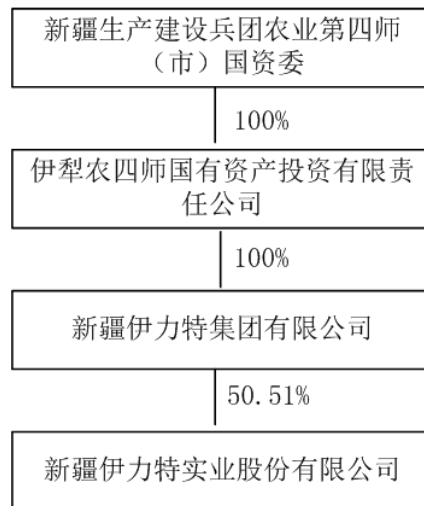 新疆生产建设兵团农业第四师
（市）国资委
100%
伊犁农四师国有资产投资有限责
任公司
100%
新疆伊力特集团有限公司
50.51%
新疆伊力特实业股份有限公司